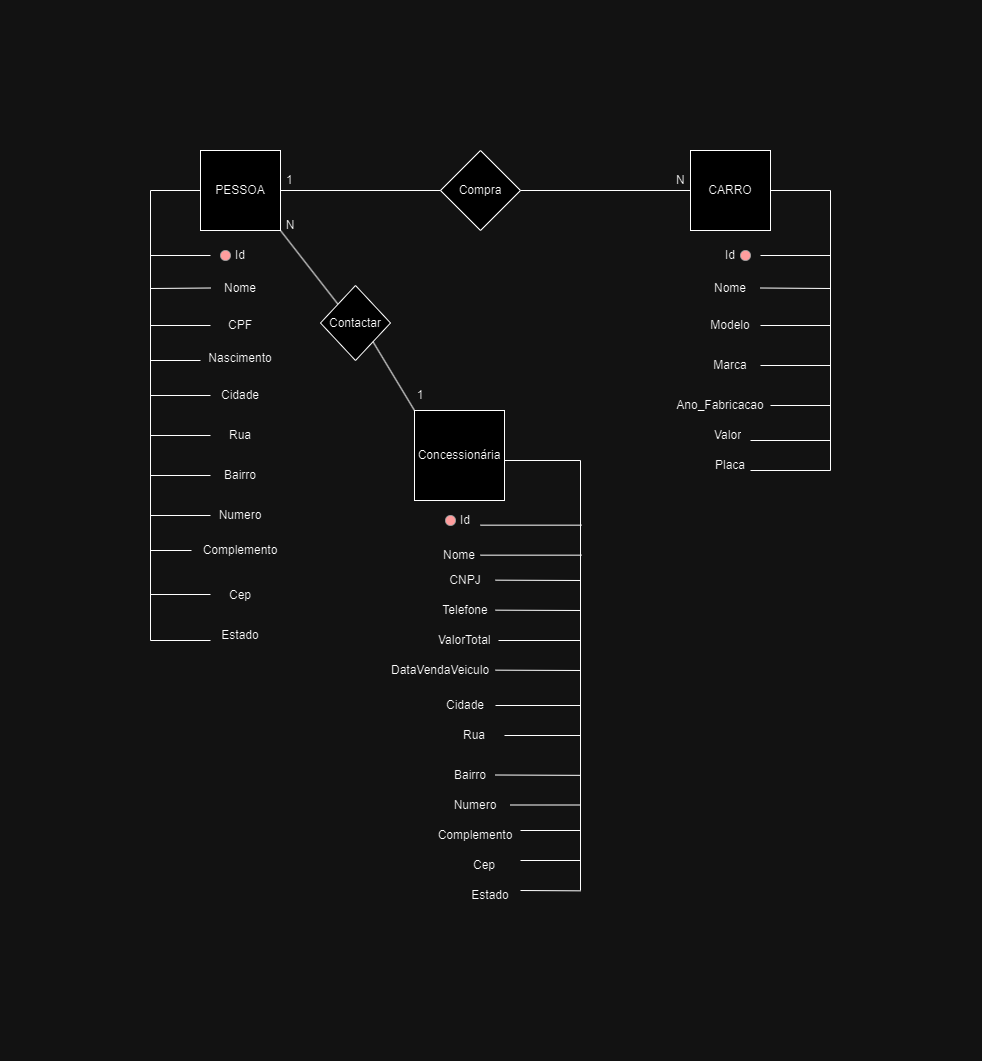 PESSOA
1
Compra
N
CARRO
N
Id
Nome
CPF
Nascimento
Cidade
Rua
Bairro
Numero
Complemento
Cep
Estado
Contactar
1
Concessionária
Id
Nome
CNPJ
Telefone
ValorTotal
DataVendaVeiculo
Cidade
Rua
Bairro
Numero
Complemento
Cep
Estado
Id
Nome
Modelo
Marca
Ano_Fabricacao
Valor
Placa